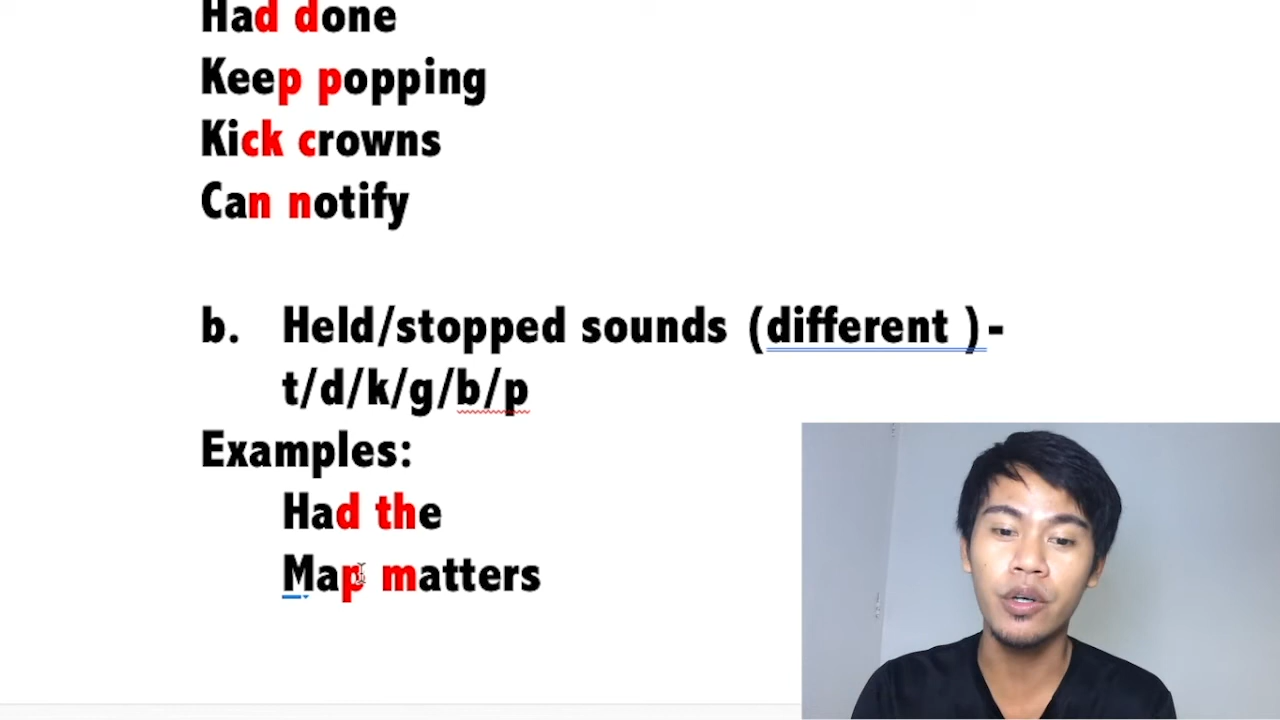 Had done
Keep popping
Kick crowns
Can notify
b. Held/stopped sounds (different )-
t/d/k/g/b/p
Examples:
Had the
Map matters